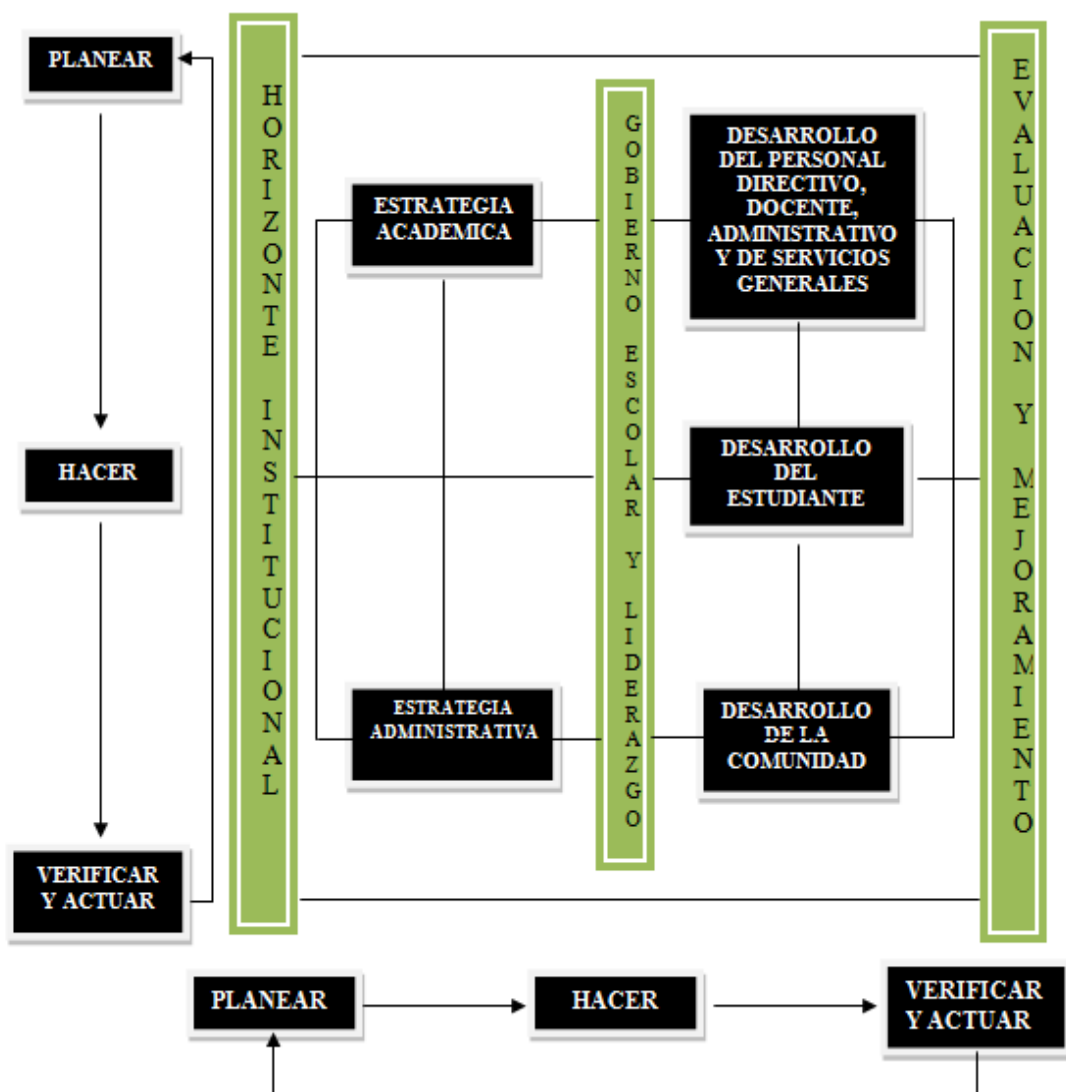 PLANEAR
HACER
VERIFICAR
Y ACTUAR
HORIZONTE INSTITUCIONAL
ESTRATEGIA
ACADEMICA
ESTRATEGIA
ADMINISTRATIVA
GOBIERNO ESCOLAR Y LIDERAZGO
DESARROLLO
DEL PERSONAL
DIRECTIVO,
DOCENTE,
ADMINISTRATIVO
Y DE SERVICIOS
GENERALES
DESARROLLO
DEL
ESTUDIANTE
DESARROLLO
DE LA
COMUNIDAD
EVALUACION Y MEJORAMIENTO
PLANEAR
HACER
VERIFICAR
Y ACTUAR